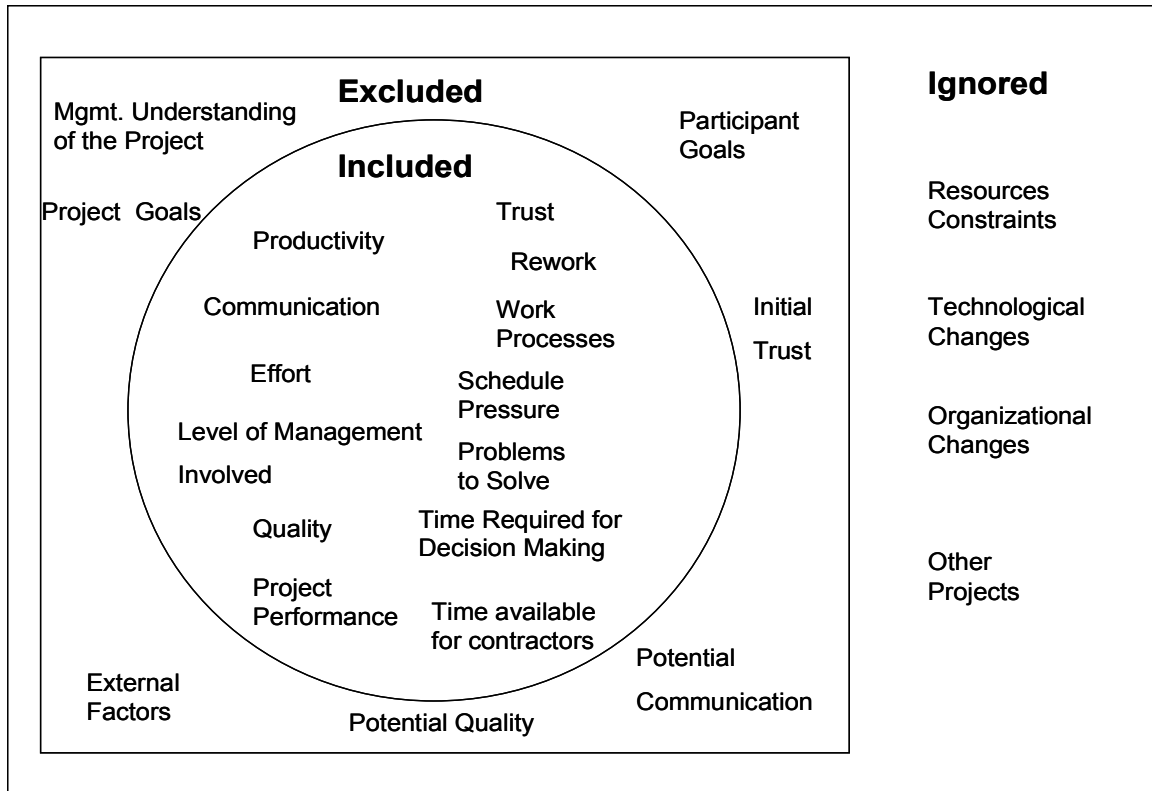 Excluded
Mgmt. Understanding
of the Project
Participant
Goals
Project Goals
Included
Productivity
Trust
Rework
Communication
Work
Processes
Initial
Trust
Effort
Schedule
Pressure
Level of Management
Involved
Problems
to Solve
Quality
Time Required for
Decision Making
Project
Performance
Time available
for contractors
Potential
Communication
External
Factors
Potential Quality
Ignored
Resources
Constraints
Technological
Changes
Organizational
Changes
Other
Projects